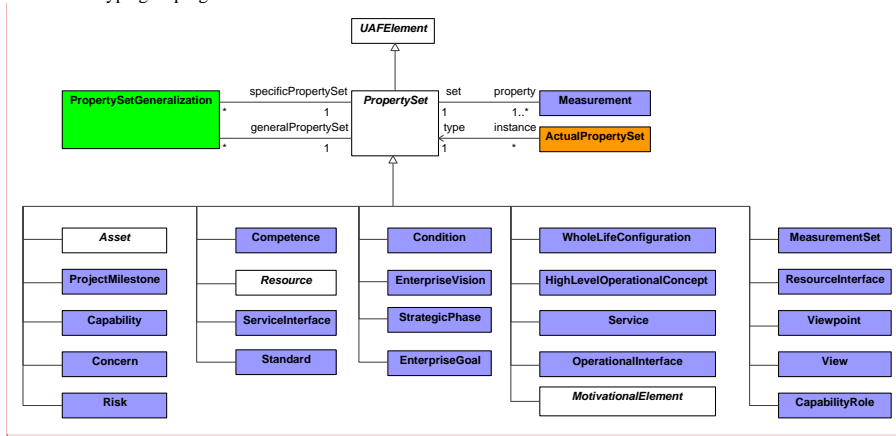 UAFElement
specificPropertySet
set
property
PropertySetGeneralization
PropertySet
Measurement
*
1
1
1..*
generalPropertySet
type
instance
ActualPropertySet
*
1
1
*
Asset
Competence
Condition
WholeLifeConfiguration
MeasurementSet
ProjectMilestone
Resource
EnterpriseVision
HighLevelOperationalConcept
ResourceInterface
Capability
ServiceInterface
StrategicPhase
Service
Viewpoint
Concern
Standard
EnterpriseGoal
OperationalInterface
View
Risk
MotivationalElement
CapabilityRole